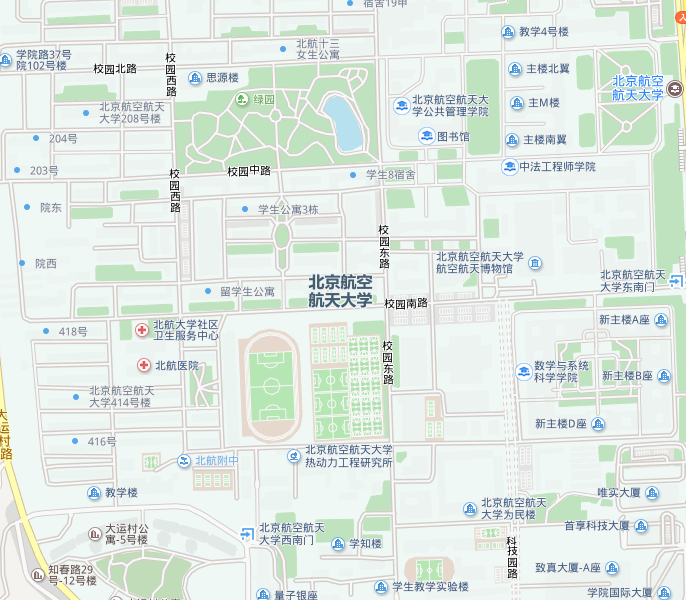 宿舍19甲
教学4号楼
北航十三
女生公寓
学院路37号
院102号楼
校园北路
校园西路
思源楼
主楼北翼
北京航空
航天大学
绿园
北京航空航天大
学公共管理学院
主M楼
北京航空航天
大学208号楼
204号
图书馆
主楼南翼
203号
校园中路
学生8宿舍
中法工程师学院
校园西路
院东
学生公寓3栋
校园东路
院西
北京航空航天大学
航空航天博物馆
北京航空
航天大学
北京航空航天
大学东南门
留学生公寓
校园南路
418号
北航大学社区
卫生服务中心
新主楼A座
校园东路
北航医院
数学与系统
科学学院
新主楼B座
北京航空航天
大学414号楼
大运村路
新主楼D座
416号
北航附中
北京航空航天大学
热动力工程研究所
教学楼
唯实大厦
北京航空航天
大学为民楼
大运村公
寓-5号楼
北京航空航天
大学西南门
首享科技大厦
学知楼
科技园路
知春路29
号-12号楼
致真大厦-A座
学生教学实验楼
量子银座
学院国际大厦